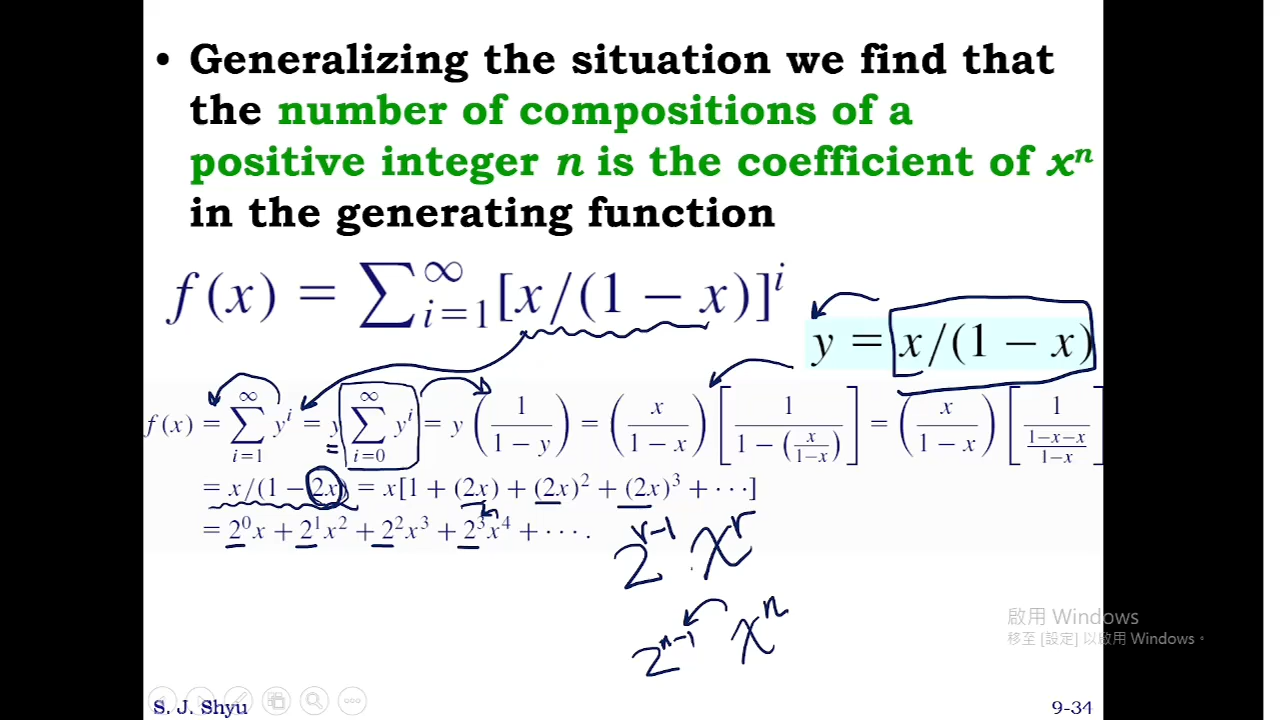 • Generalizing the situation we find that
the number of compositions of a
positive integer n is the coefficient of xⁿ
in the generating function
f(x) = ∑_{i=1}^{∞} [x/(1 − x)]^i
y = x/(1 − x)
f(x) = ∑_{i=1}^{∞} y^i = y ∑_{i=0}^{∞} y^i = y (1/(1 − y)) = (x/(1 − x)) [1/(1 − (x/(1−x)))] = (x/(1 − x)) [1/((1−x−x)/(1−x))]
= x/(1 − 2x) = x[1 + (2x) + (2x)² + (2x)³ + ⋯]
= 2⁰x + 2¹x² + 2²x³ + 2³x⁴ + ⋯.
2^{r−1} x^r
2^{n−1} x^n
啟用 Windows
移至 [設定] 以啟用 Windows。
S. J. Shyu
9-34